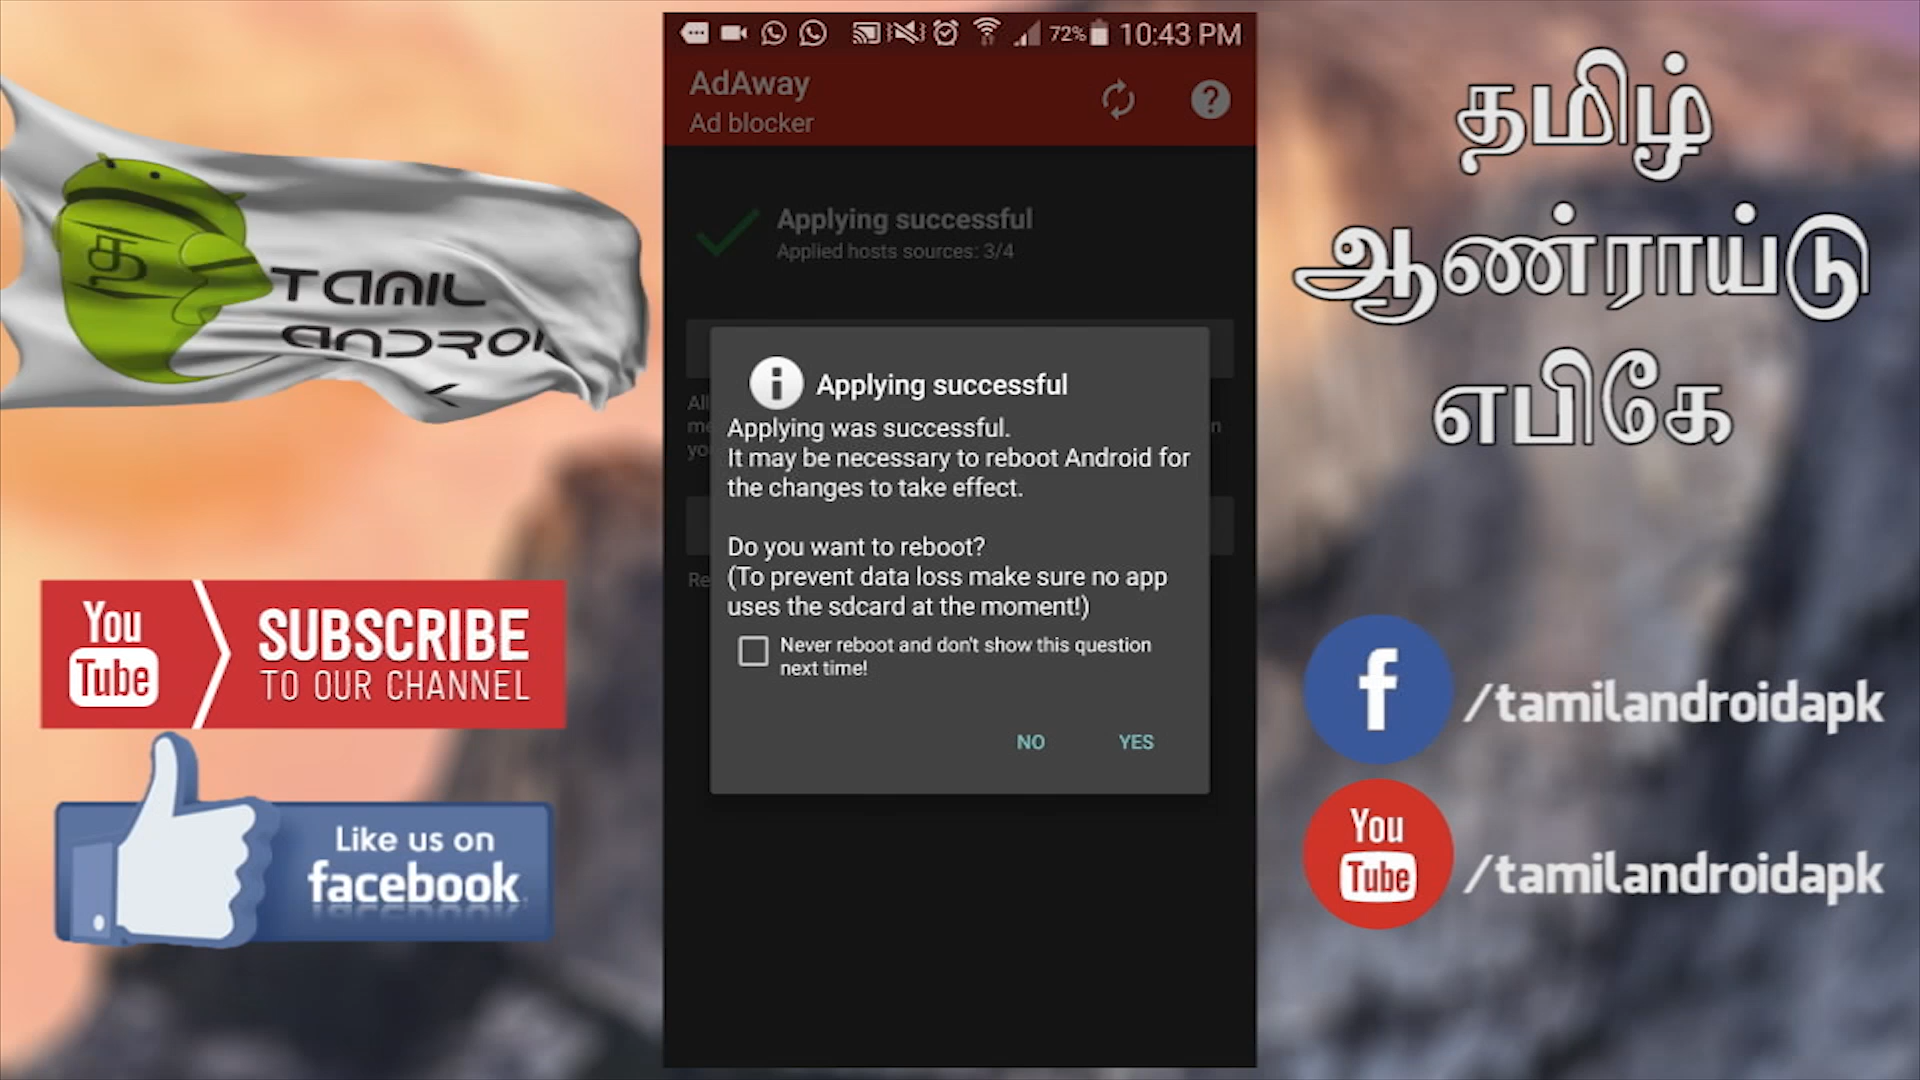 த
TAMIL
ANDROI
You
Tube
SUBSCRIBE
TO OUR CHANNEL
Like us on
facebook
72%
10:43 PM
AdAway
Ad blocker
?
Applying successful
Applied hosts sources: 3/4
Applying successful
Applying was successful.
It may be necessary to reboot Android for
the changes to take effect.
Do you want to reboot?
(To prevent data loss make sure no app
uses the sdcard at the moment!)
Never reboot and don't show this question
next time!
NO
YES
தமிழ்
ஆண்ராய்டு
எபிகே
f
/tamilandroidapk
You
Tube
/tamilandroidapk